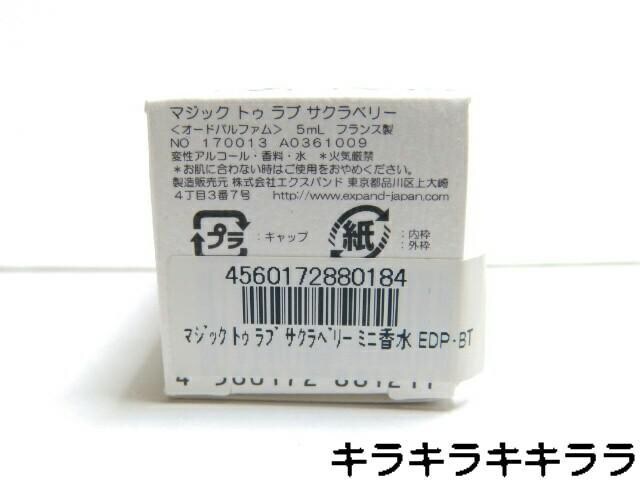 マジック トゥ ラブ サクラベリー
＜オードパルファム＞ 5mL フランス製
NO 170013 A0361009
変性アルコール・香料・水 ＊火気厳禁
＊お肌に合わない時はご使用をおやめください。
製造販売元 株式会社エクスパンド 東京都品川区上大崎
4丁目3番7号 http://www.expand-japan.com/
プラ :キャップ 紙 :内枠
:外枠
4560172880184
マジック トゥ ラブ サクラベリー ミニ香水 EDP-BT
キラキラキキララ